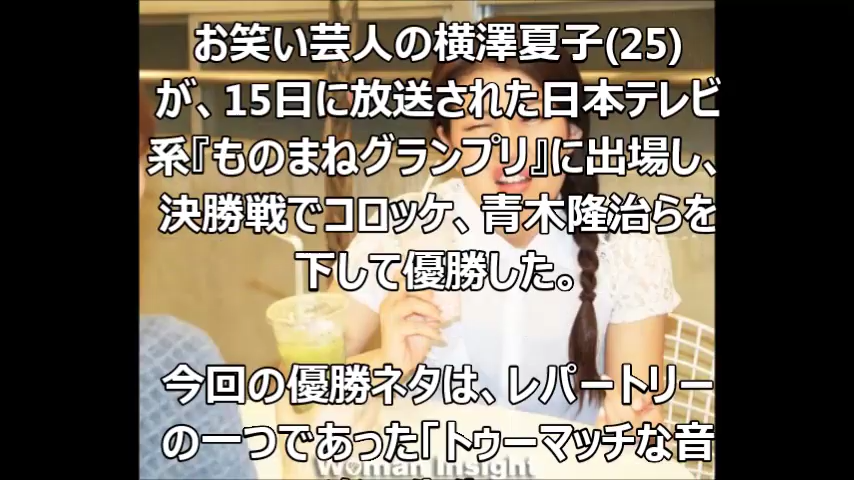 お笑い芸人の横澤夏子(25)
が、15日に放送された日本テレビ
系『ものまねグランプリ』に出場し、
決勝戦でコロッケ、青木隆治らを
下して優勝した。
今回の優勝ネタは、レパートリー
の一つであった「トゥーマッチな音
Woman Insight